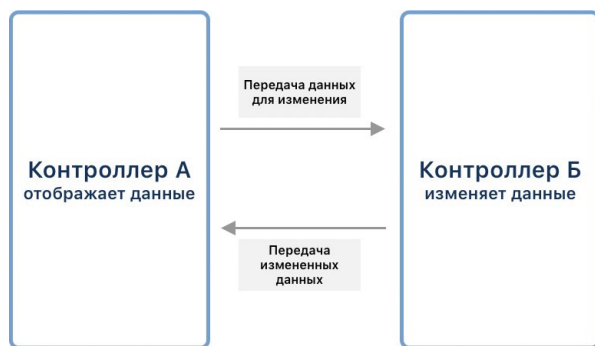 Контроллер А
отображает данные
Передача данных
для изменения
Передача
измененных
данных
Контроллер Б
изменяет данные